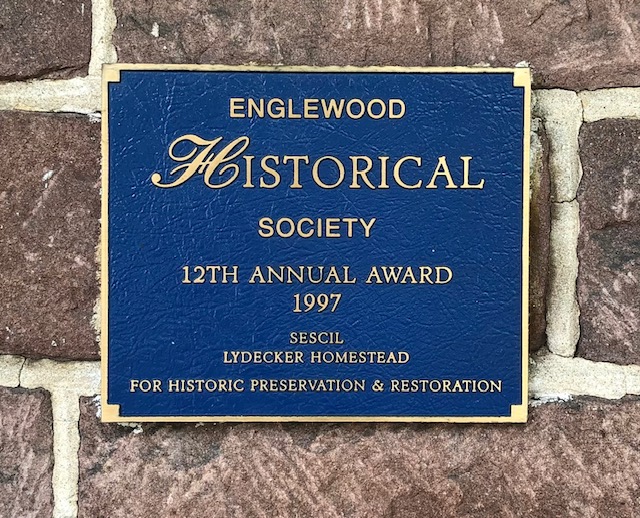 ENGLEWOOD
HISTORICAL
SOCIETY
12TH ANNUAL AWARD
1997
SESCIL
LYDECKER HOMESTEAD
FOR HISTORIC PRESERVATION & RESTORATION